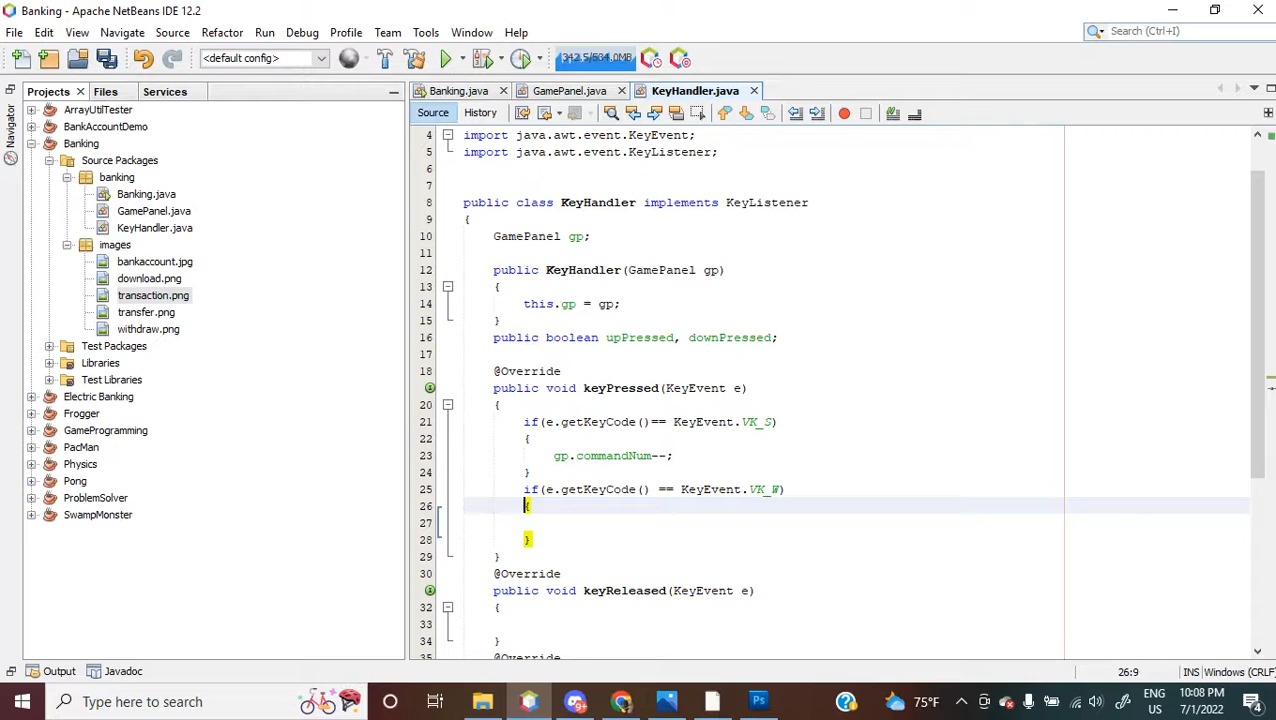 Banking - Apache NetBeans IDE 12.2
File Edit View Navigate Source Refactor Run Debug Profile Team Tools Window Help
Search (Ctrl+I)
<default config>
342.5/534.0MB
Projects Files Services
Banking.java GamePanel.java KeyHandler.java
Source History
Navigator
ArrayUtilTester
BankAccountDemo
Banking
Source Packages
banking
Banking.java
GamePanel.java
KeyHandler.java
images
bankaccount.jpg
download.png
transaction.png
transfer.png
withdraw.png
Test Packages
Libraries
Test Libraries
Electric Banking
Frogger
GameProgramming
PacMan
Physics
Pong
ProblemSolver
SwampMonster
4 import java.awt.event.KeyEvent;
5 import java.awt.event.KeyListener;
6
7
8 public class KeyHandler implements KeyListener
9 {
10 GamePanel gp;
11
12 public KeyHandler(GamePanel gp)
13 {
14 this.gp = gp;
15 }
16 public boolean upPressed, downPressed;
17
18 @Override
public void keyPressed(KeyEvent e)
20 {
21 if(e.getKeyCode()== KeyEvent.VK_S)
22 {
23 gp.commandNum--;
24 }
25 if(e.getKeyCode() == KeyEvent.VK_W)
26 {
27
28 }
29 }
30 @Override
public void keyReleased(KeyEvent e)
32 {
33
34 }
35 @Override
Output Javadoc
26:9 INS Windows (CRLF
Type here to search
9+
75°F
ENG
US
10:08 PM
7/1/2022
4